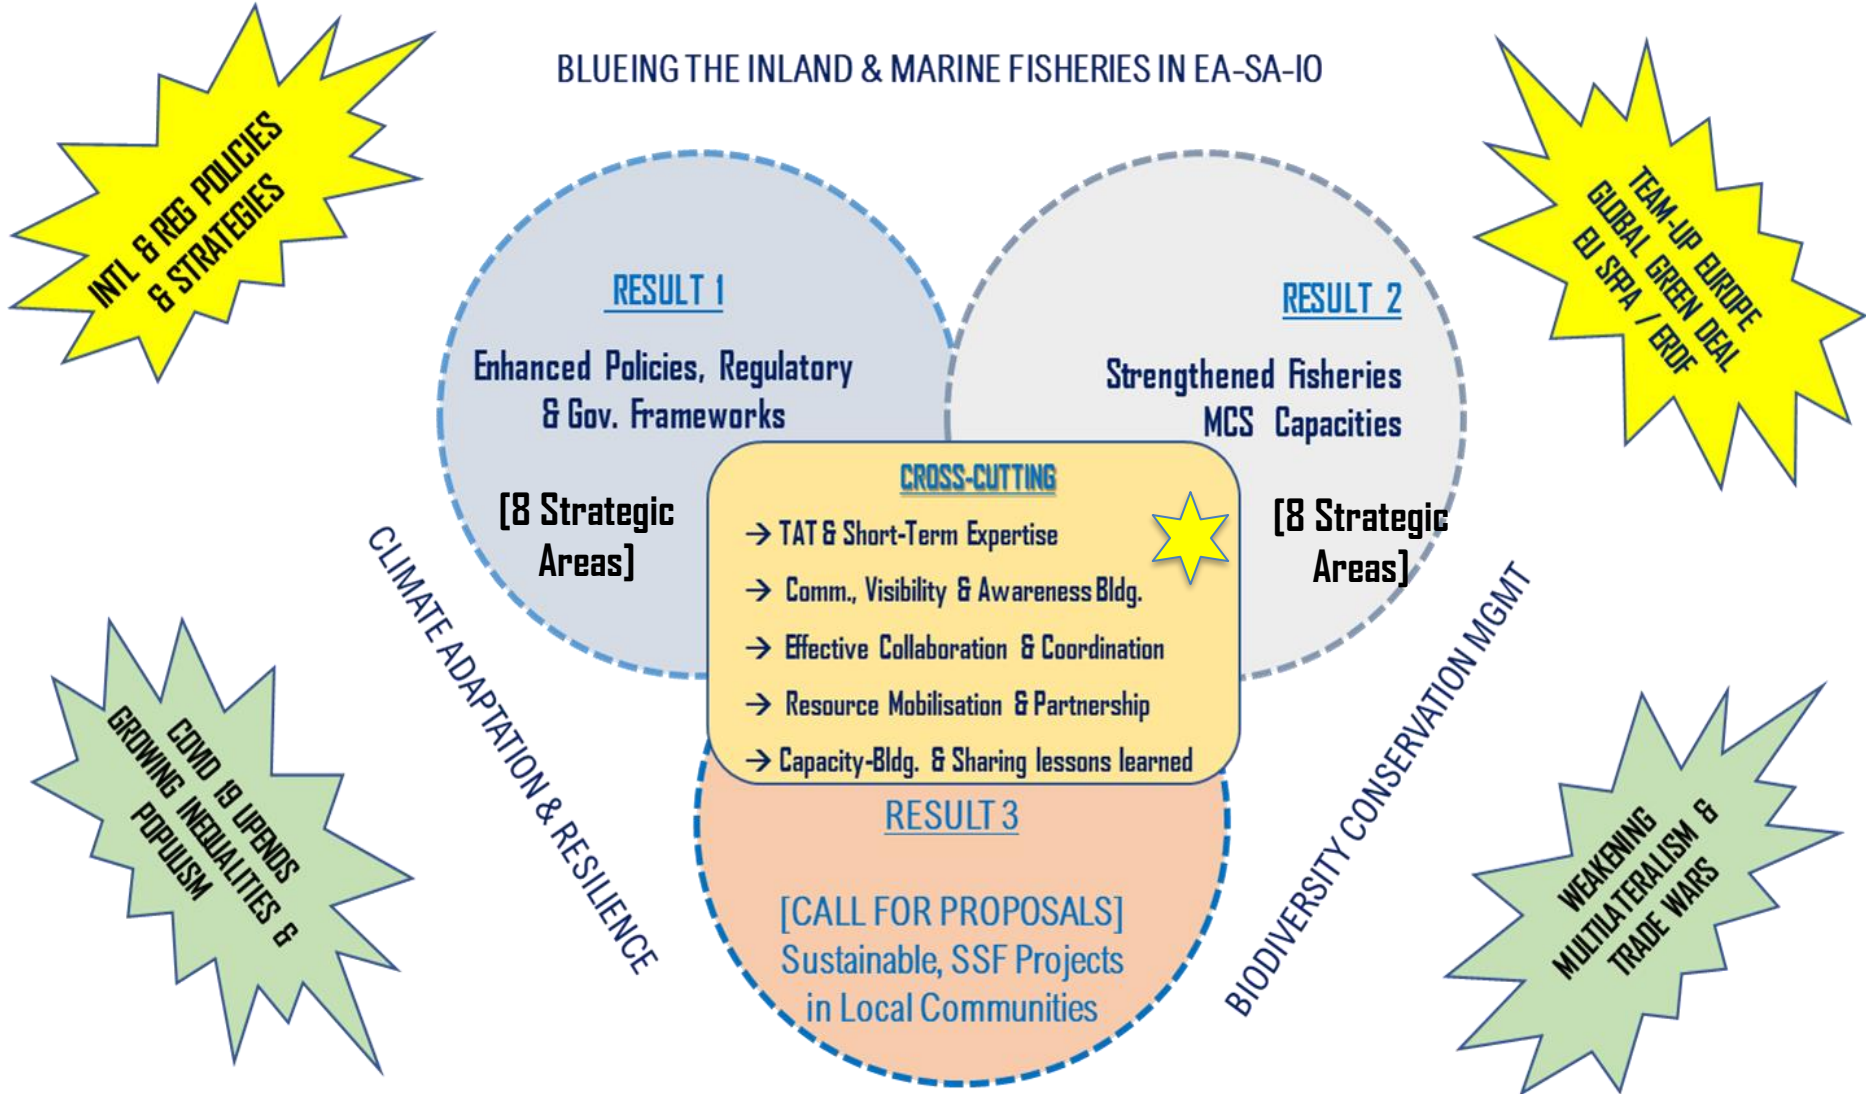 BLUEING THE INLAND & MARINE FISHERIES IN EA-SA-IO
INTL & REG POLICIES
& STRATEGIES
TEAM-UP EUROPE
GLOBAL GREEN DEAL
EU SFPA / ERDF
RESULT 1
Enhanced Policies, Regulatory
& Gov. Frameworks
[8 Strategic
Areas]
RESULT 2
Strengthened Fisheries
MCS Capacities
[8 Strategic
Areas]
CROSS-CUTTING
→ TAT & Short-Term Expertise
→ Comm., Visibility & Awareness Bldg.
→ Effective Collaboration & Coordination
→ Resource Mobilisation & Partnership
→ Capacity-Bldg. & Sharing lessons learned
CLIMATE ADAPTATION & RESILIENCE
BIODIVERSITY CONSERVATION MGMT
RESULT 3
[CALL FOR PROPOSALS]
Sustainable, SSF Projects
in Local Communities
COVID 19 UPENDS
GROWING INEQUALITIES &
POPULISM
WEAKENING
MULTILATERALISM &
TRADE WARS